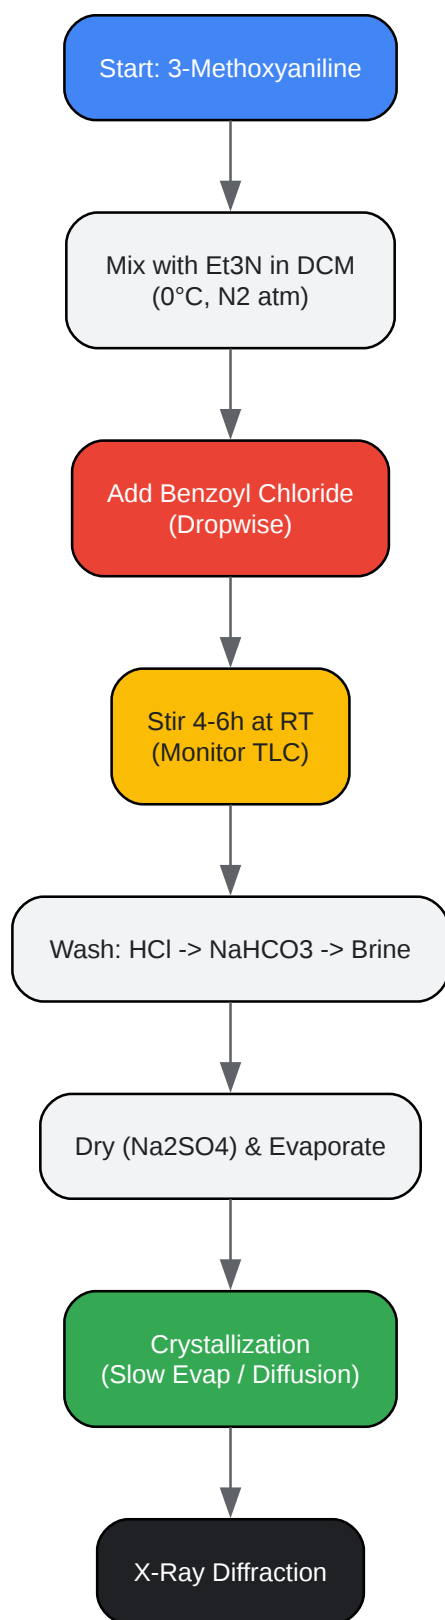 Start: 3-Methoxyaniline
Mix with Et3N in DCM
(0°C, N2 atm)
Add Benzoyl Chloride
(Dropwise)
Stir 4-6h at RT
(Monitor TLC)
Wash: HCl -> NaHCO3 -> Brine
Dry (Na2SO4) & Evaporate
Crystallization
(Slow Evap / Diffusion)
X-Ray Diffraction